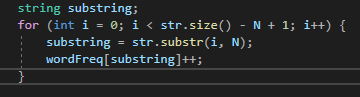 string substring;
for (int i = 0; i < str.size() - N + 1; i++) {
    substring = str.substr(i, N);
    wordFreq[substring]++;
}